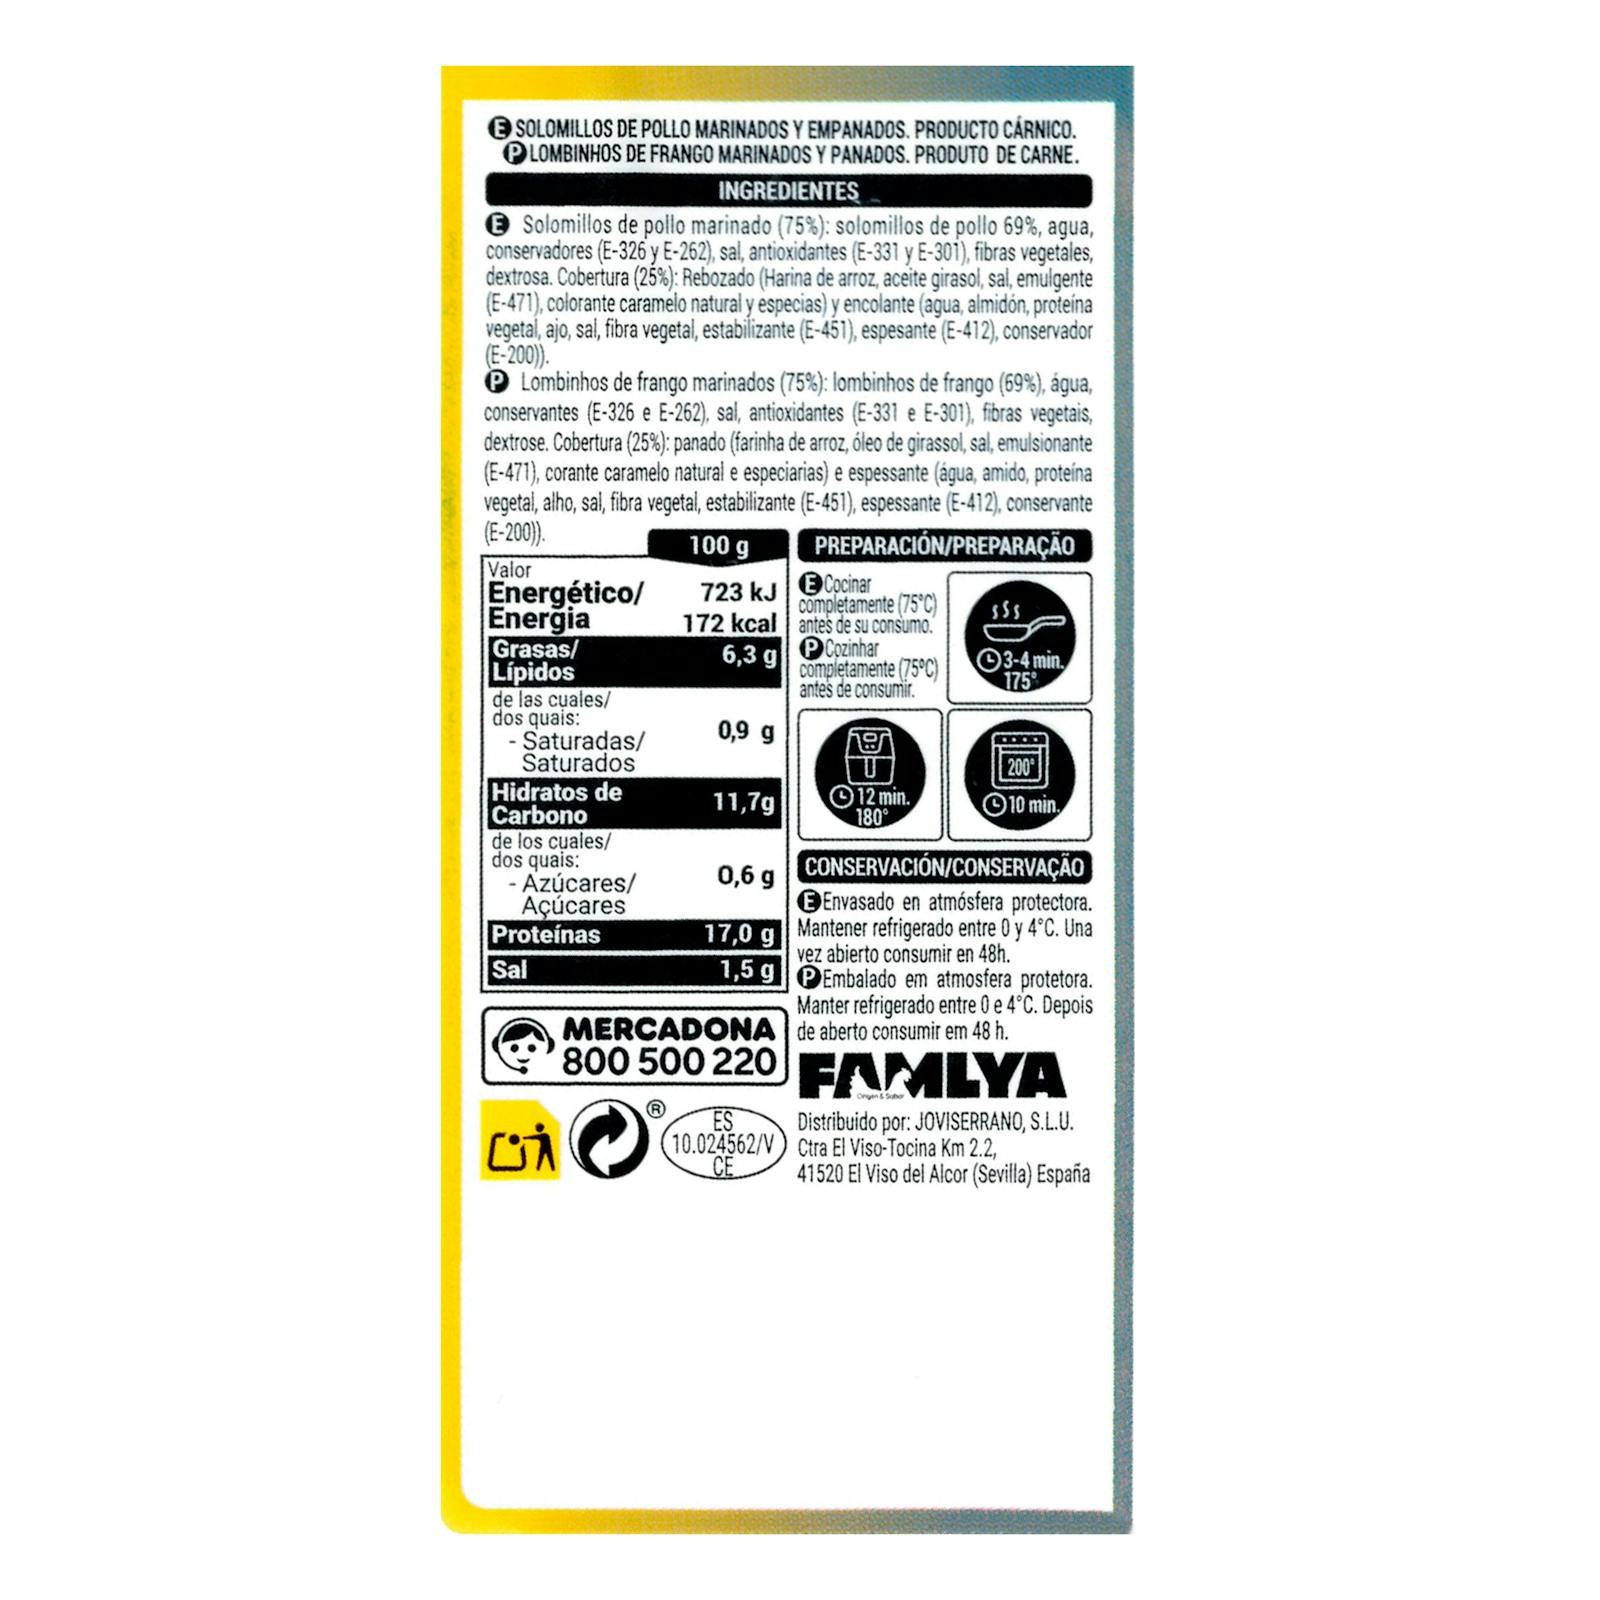 E SOLOMILLOS DE POLLO MARINADOS Y EMPANADOS. PRODUCTO CÁRNICO.
P LOMBINHOS DE FRANGO MARINADOS Y PANADOS. PRODUTO DE CARNE.
INGREDIENTES
E Solomillos de pollo marinado (75%): solomillos de pollo 69%, agua,
conservadores (E-326 y E-262), sal, antioxidantes (E-331 y E-301), fibras vegetales,
dextrosa. Cobertura (25%): Rebozado (Harina de arroz, aceite girasol, sal, emulgente
(E-471), colorante caramelo natural y especias) y encolante (agua, almidón, proteína
vegetal, ajo, sal, fibra vegetal, estabilizante (E-451), espesante (E-412), conservador
(E-200)).
P Lombinhos de frango marinados (75%): lombinhos de frango (69%), água,
conservantes (E-326 e E-262), sal, antioxidantes (E-331 e E-301), fibras vegetais,
dextrose. Cobertura (25%): panado (farinha de arroz, óleo de girassol, sal, emulsionante
(E-471), corante caramelo natural e especiarias) e espessante (água, amido, proteína
vegetal, alho, sal, fibra vegetal, estabilizante (E-451), espessante (E-412), conservante
(E-200)).
100 g
Valor
Energético/ 723 kJ
Energia 172 kcal
Grasas/ 6,3 g
Lípidos
de las cuales/
dos quais:
- Saturadas/ 0,9 g
Saturados
Hidratos de 11,7g
Carbono
de los cuales/
dos quais:
- Azúcares/ 0,6 g
Açúcares
Proteínas 17,0 g
Sal 1,5 g
MERCADONA
800 500 220
®
ES
10.024562/V
CE
PREPARACIÓN/PREPARAÇÃO
E Cocinar
completamente (75°C)
antes de su consumo.
P Cozinhar
completamente (75ºC)
antes de consumir.
3-4 min.
175°
12 min.
180°
200°
10 min.
CONSERVACIÓN/CONSERVAÇÃO
E Envasado en atmósfera protectora.
Mantener refrigerado entre 0 y 4°C. Una
vez abierto consumir en 48h.
P Embalado em atmosfera protetora.
Manter refrigerado entre 0 e 4°C. Depois
de aberto consumir em 48 h.
FAMLYA
Origen & Sabor
Distribuido por: JOVISERRANO, S.L.U.
Ctra El Viso-Tocina Km 2.2,
41520 El Viso del Alcor (Sevilla) España